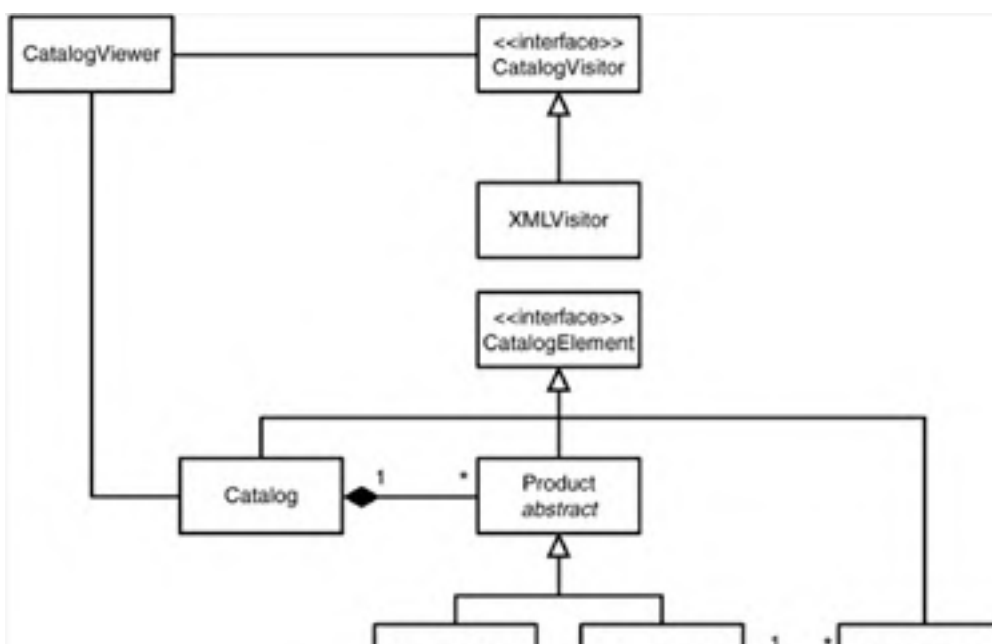 CatalogViewer
<<interface>>
CatalogVisitor
XMLVisitor
<<interface>>
CatalogElement
Catalog
1
*
Product
abstract
1
*